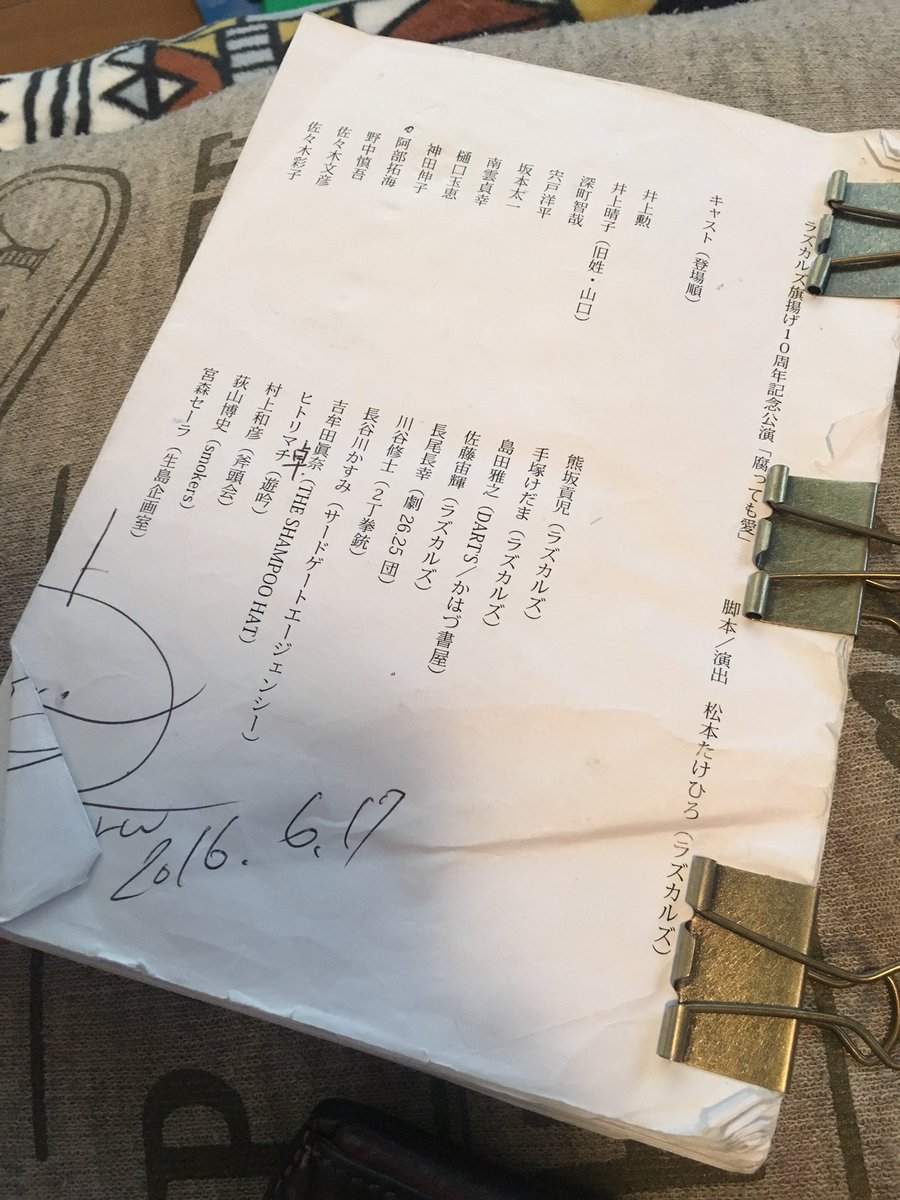 ラズカルズ旗揚げ10周年記念公演「腐っても愛」 脚本／演出 松本たけひろ（ラズカルズ）
キャスト（登場順）
井上勲 熊坂貢児（ラズカルズ）
井上晴子（旧姓・山口） 手塚けだま（ラズカルズ）
深町智哉 島田雅之（DART'S／かはづ書屋）
宍戸洋平 佐藤宙輝（ラズカルズ）
坂本太一 長尾長幸（劇26.25団）
南雲貞幸 川谷修士（2丁拳銃）
樋口玉恵 長谷川かすみ（サードゲートエージェンシー）
神田伸子 吉牟田眞奈（THE SHAMPOO HAT）
阿部拓海 ヒトリマチ卓（遊吟）
野中慎吾 村上和彦（斧頭会）
佐々木文彦 荻山博史（smokers）
佐々木彩子 宮森セーラ（生島企画室）
2016.6.17